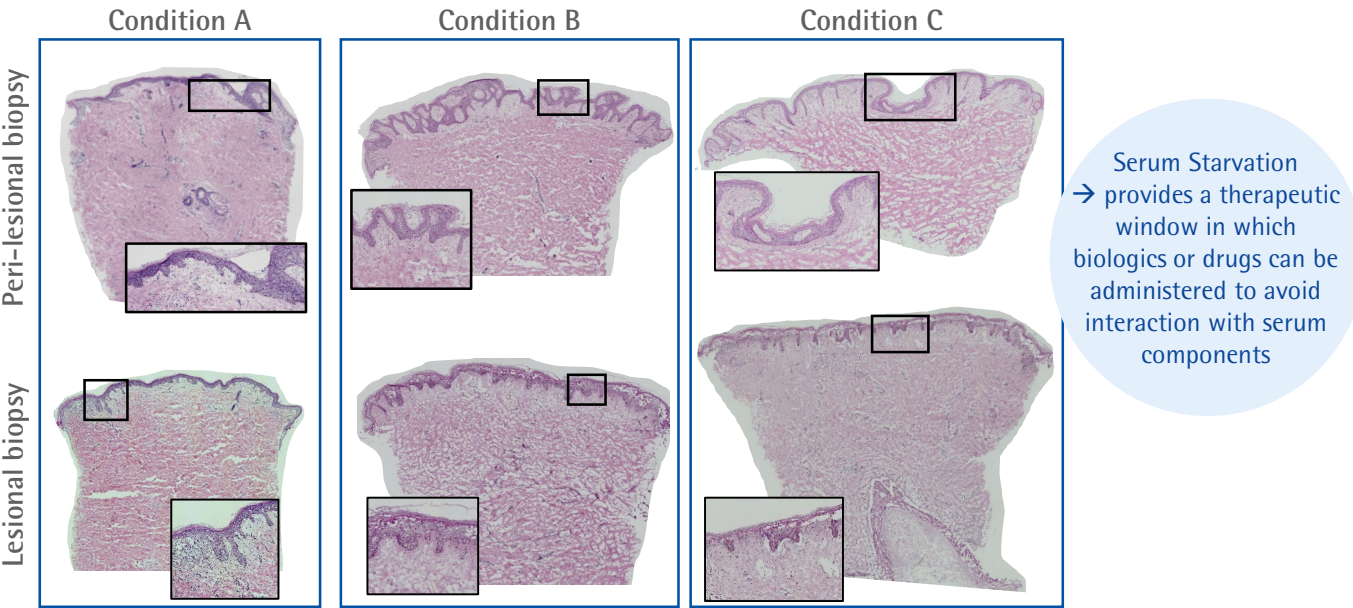 Condition A
Condition B
Condition C
Peri-lesional biopsy
Lesional biopsy
Serum Starvation
→ provides a therapeutic
window in which
biologics or drugs can be
administered to avoid
interaction with serum
components